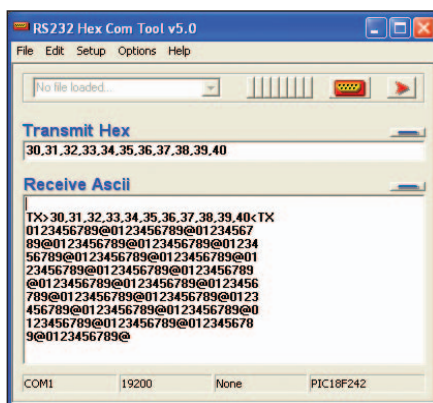 RS232 Hex Com Tool v5.0
File Edit Setup Options Help
No file loaded...
Transmit Hex
30,31,32,33,34,35,36,37,38,39,40
Receive Ascii
TX>30,31,32,33,34,35,36,37,38,39,40<TX
0123456789@0123456789@01234567
89@0123456789@0123456789@01234
56789@0123456789@0123456789@01
23456789@0123456789@0123456789
@0123456789@0123456789@0123456
789@0123456789@0123456789@0123
456789@0123456789@0123456789@0
123456789@0123456789@012345678
9@0123456789@
COM1 19200 None PIC18F242